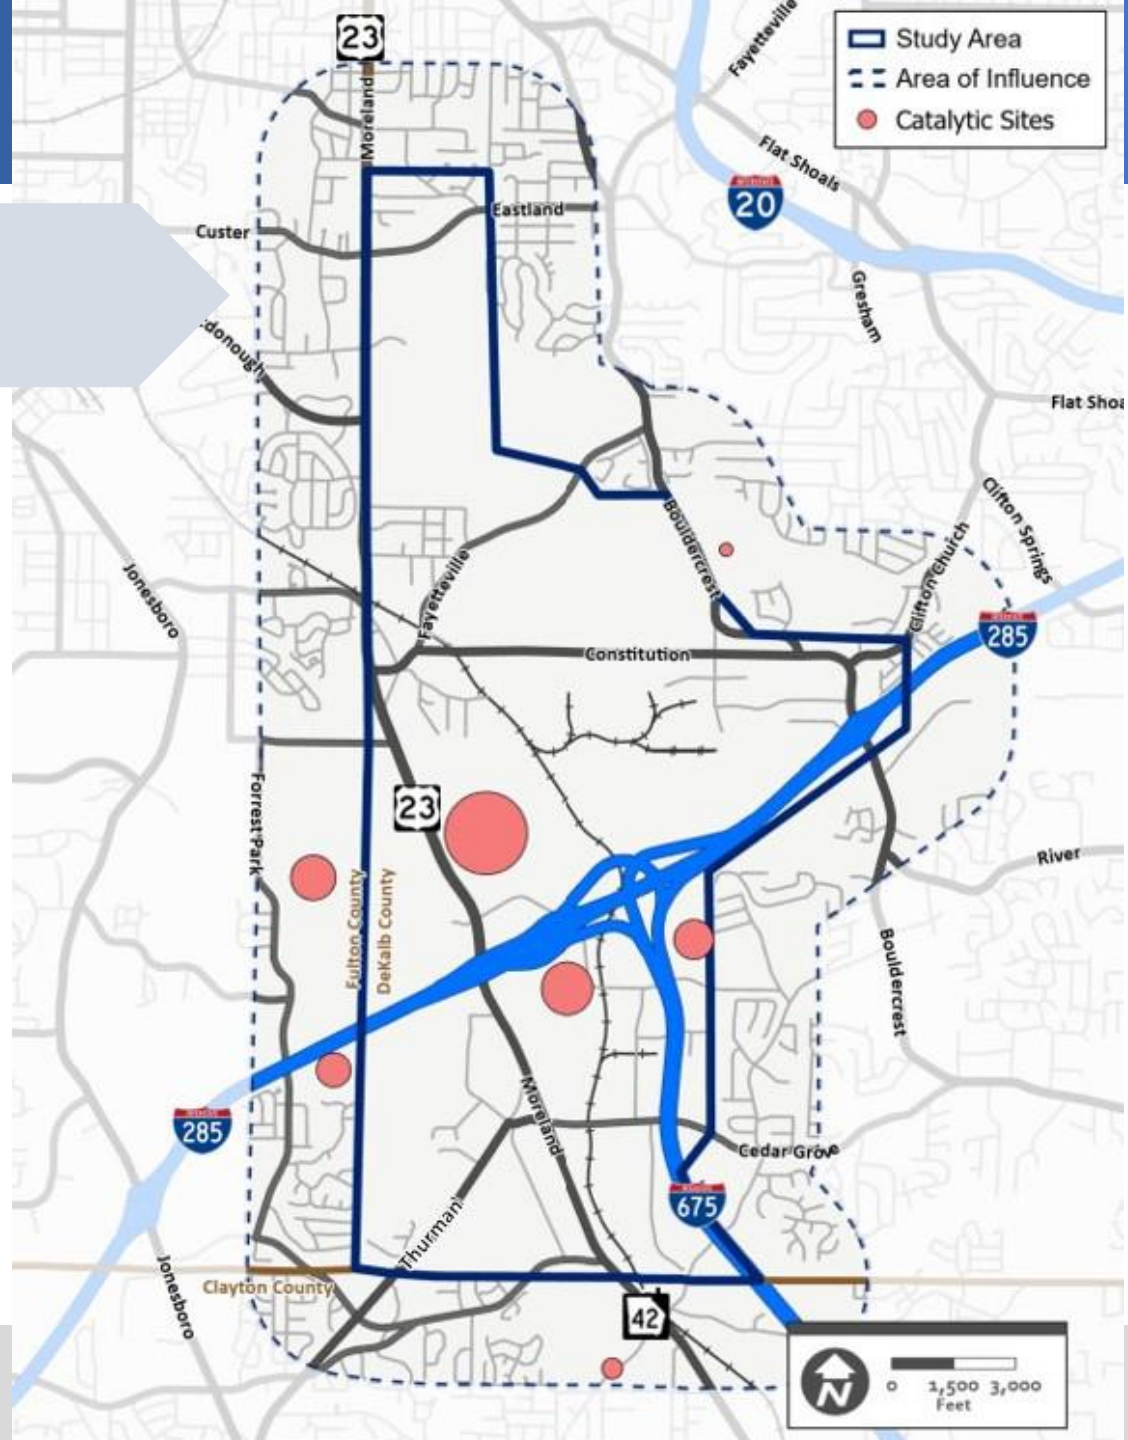 23
Study Area
Area of Influence
Catalytic Sites
Fayetteville
Moreland
Flat Shoals
20
Eastland
Custer
Gresham
donough
Flat Shoa
Clifton Springs
Bouldercrest
Clifton Church
Jonesboro
Fayetteville
285
Constitution
23
Forrest Park
River
Fulton County
DeKalb County
Bouldercrest
Moreland
285
Cedar Grove
675
Thurman
Jonesboro
Clayton County
42
N
0 1,500 3,000
Feet